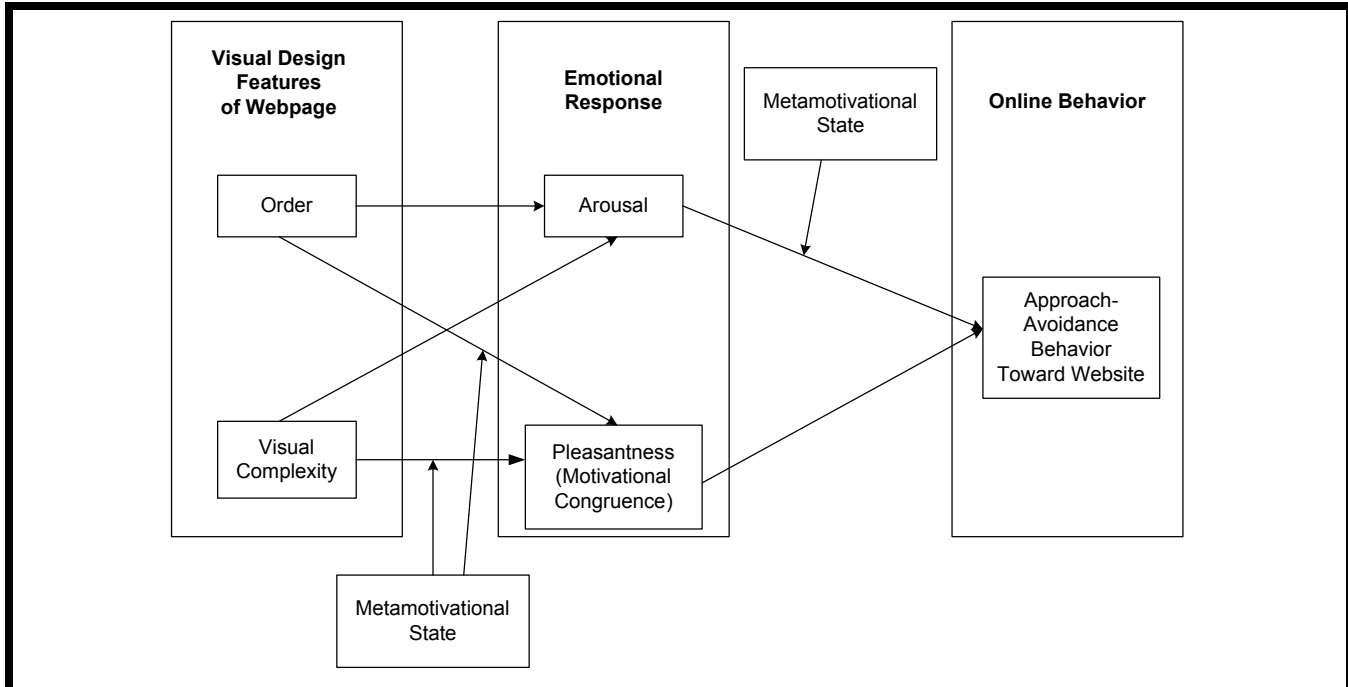 Visual Design
Features
of Webpage
Order
Visual
Complexity
Emotional
Response
Arousal
Pleasantness
(Motivational
Congruence)
Metamotivational
State
Online Behavior
Approach-
Avoidance
Behavior
Toward Website
Metamotivational
State